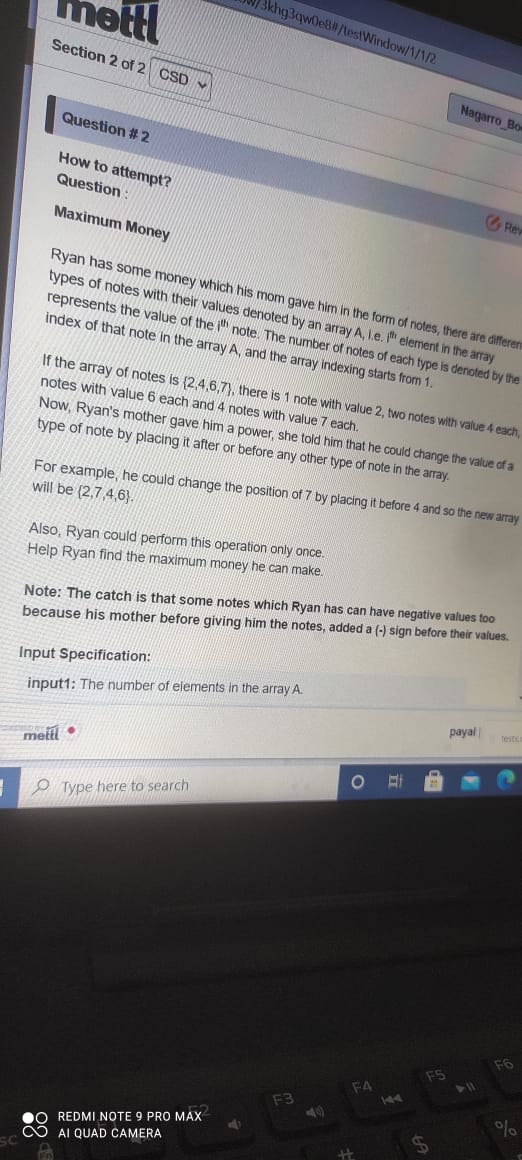 mettl
/3khg3qw0e8#/testWindow/1/1/2
Section 2 of 2 CSD
Nagarro_Bo
Question # 2
Rev
How to attempt?
Question :
Maximum Money
Ryan has some money which his mom gave him in the form of notes, there are differen
types of notes with their values denoted by an array A, i.e. ith element in the array
represents the value of the ith note. The number of notes of each type is denoted by the
index of that note in the array A, and the array indexing starts from 1.
If the array of notes is {2,4,6,7}, there is 1 note with value 2, two notes with value 4 each,
notes with value 6 each and 4 notes with value 7 each.
Now, Ryan's mother gave him a power, she told him that he could change the value of a
type of note by placing it after or before any other type of note in the array.
For example, he could change the position of 7 by placing it before 4 and so the new array
will be {2,7,4,6}.
Also, Ryan could perform this operation only once.
Help Ryan find the maximum money he can make.
Note: The catch is that some notes which Ryan has can have negative values too
because his mother before giving him the notes, added a (-) sign before their values.
Input Specification:
input1: The number of elements in the array A.
mettl
payal
tests.
Type here to search
F3
F4
F5
F6
#
$
%
REDMI NOTE 9 PRO MAX
AI QUAD CAMERA